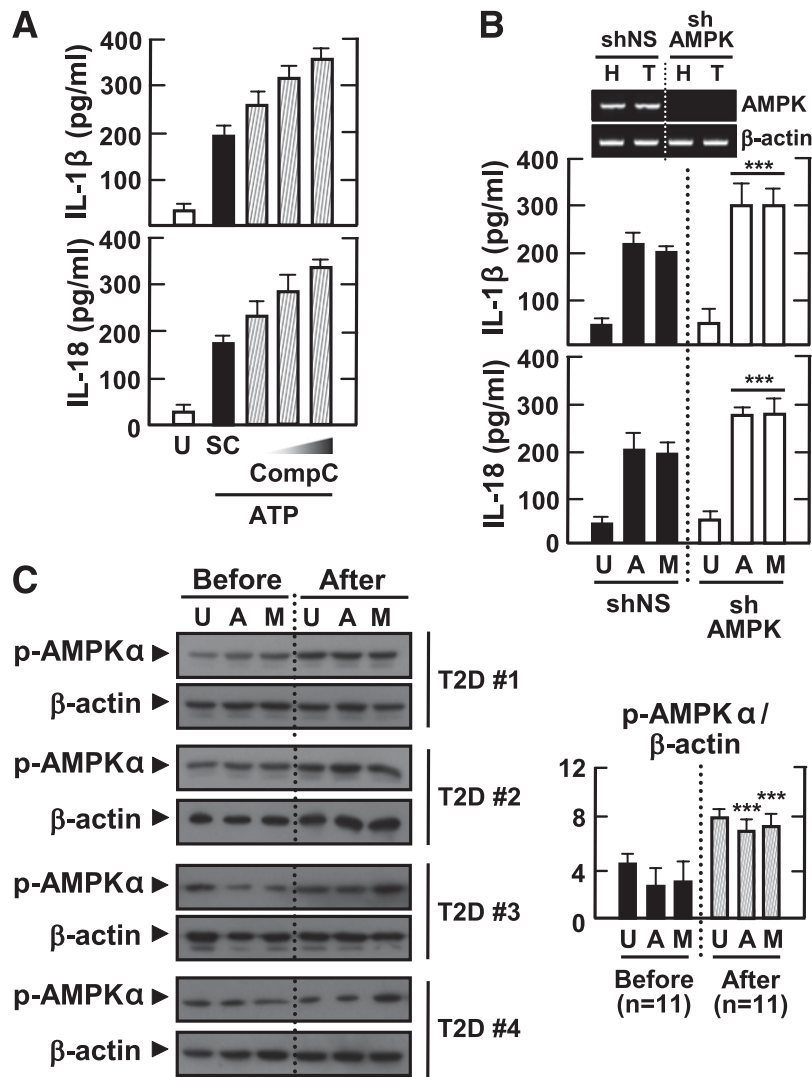 A
IL-1β (pg/ml)
400
300
200
100
IL-18 (pg/ml)
400
300
200
100
0
U SC
CompC
ATP
B
shNS sh
AMPK
H T H T
AMPK
β-actin
IL-1β (pg/ml)
400
300
200
100
0
***
IL-18 (pg/ml)
400
300
200
100
0
***
U A M U A M
shNS sh
AMPK
C
Before After
U A M U A M
p-AMPKα
β-actin
T2D #1
p-AMPKα
β-actin
T2D #2
p-AMPKα
β-actin
T2D #3
p-AMPKα
β-actin
T2D #4
p-AMPK α/
β-actin
12
8
4
0
*** ***
U A M U A M
Before After
(n=11) (n=11)